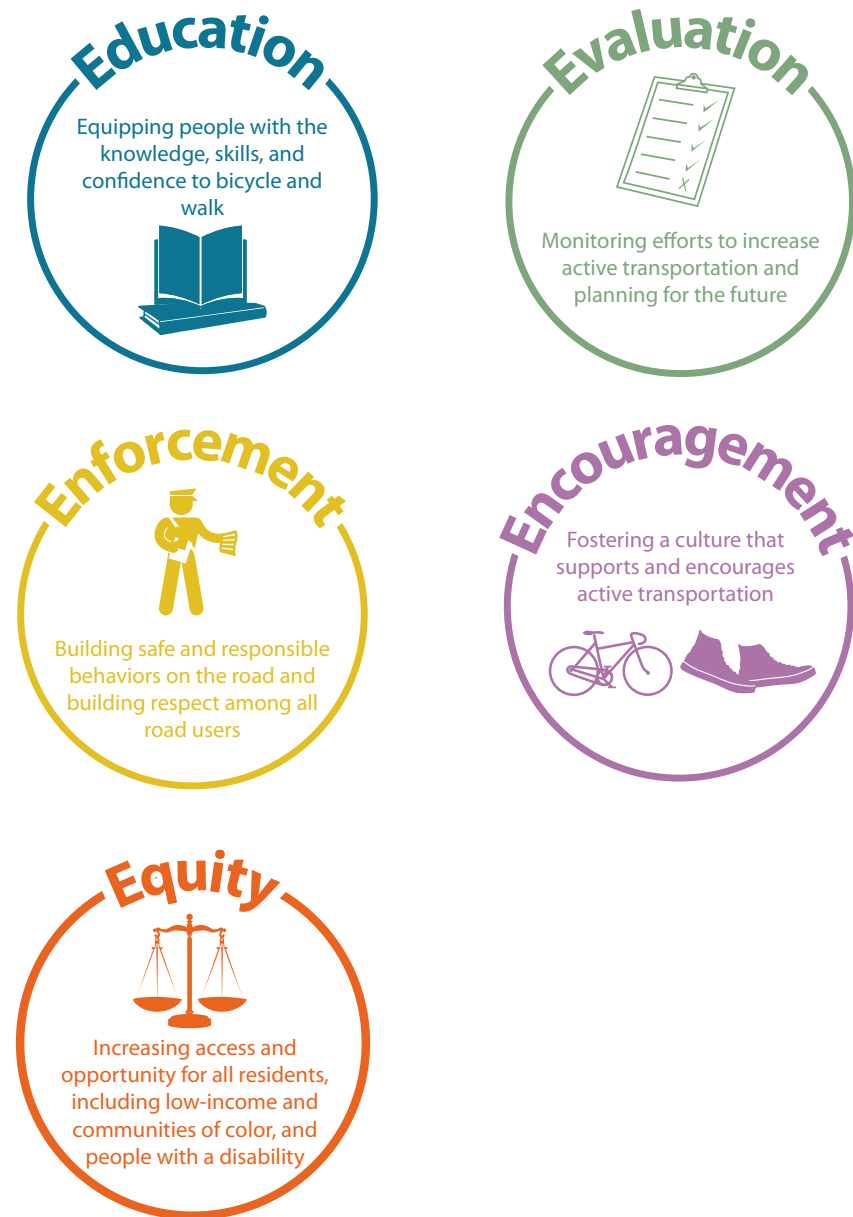 Education
Equipping people with the
knowledge, skills, and
confidence to bicycle and
walk
Evaluation
X
Monitoring efforts to increase
active transportation and
planning for the future
Enforcement
Building safe and responsible
behaviors on the road and
building respect among all
road users
Encouragement
Fostering a culture that
supports and encourages
active transportation
Equity
Increasing access and
opportunity for all residents,
including low-income and
communities of color, and
people with a disability